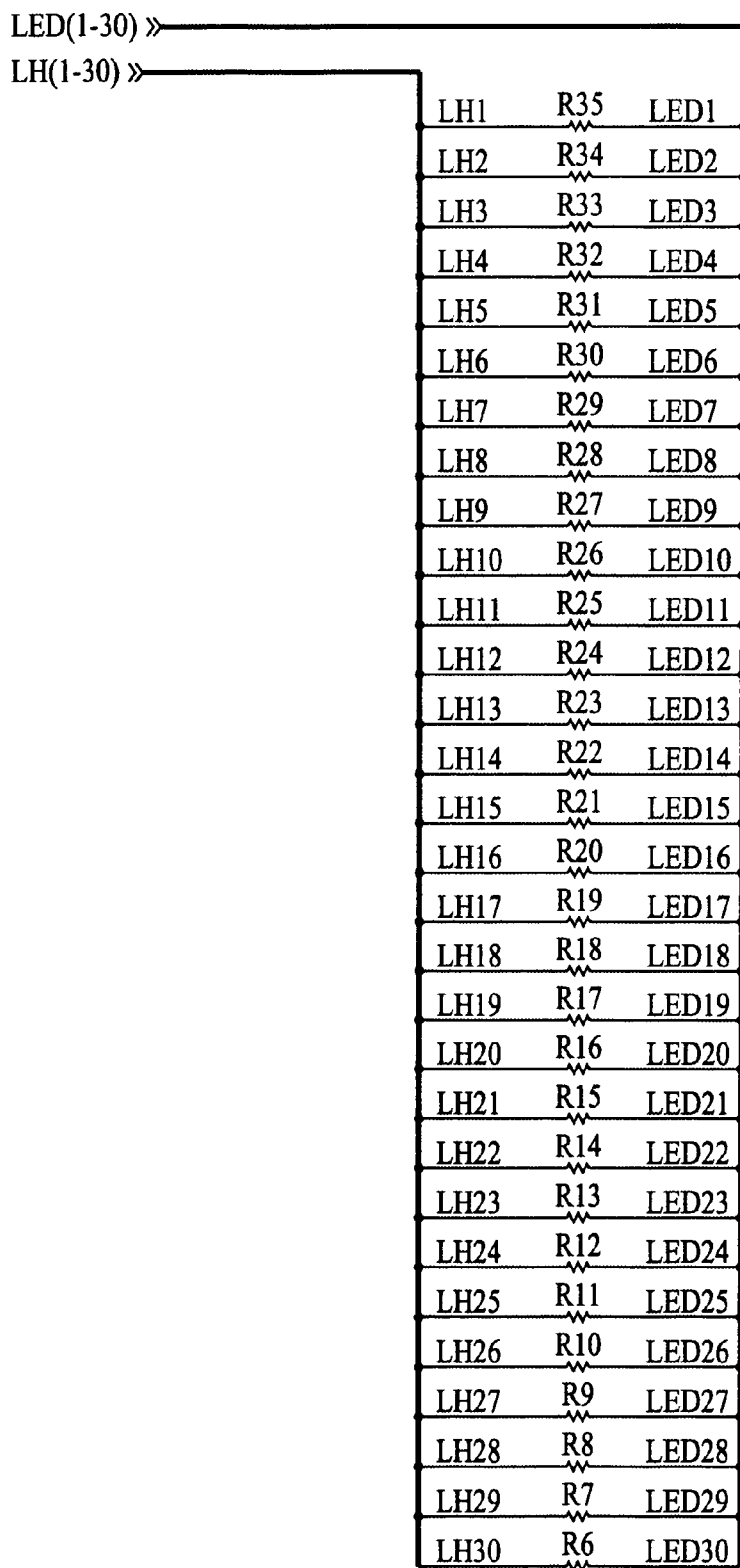 LED(1-30)
LH(1-30)
LH1 R35 LED1
LH2 R34 LED2
LH3 R33 LED3
LH4 R32 LED4
LH5 R31 LED5
LH6 R30 LED6
LH7 R29 LED7
LH8 R28 LED8
LH9 R27 LED9
LH10 R26 LED10
LH11 R25 LED11
LH12 R24 LED12
LH13 R23 LED13
LH14 R22 LED14
LH15 R21 LED15
LH16 R20 LED16
LH17 R19 LED17
LH18 R18 LED18
LH19 R17 LED19
LH20 R16 LED20
LH21 R15 LED21
LH22 R14 LED22
LH23 R13 LED23
LH24 R12 LED24
LH25 R11 LED25
LH26 R10 LED26
LH27 R9 LED27
LH28 R8 LED28
LH29 R7 LED29
LH30 R6 LED30